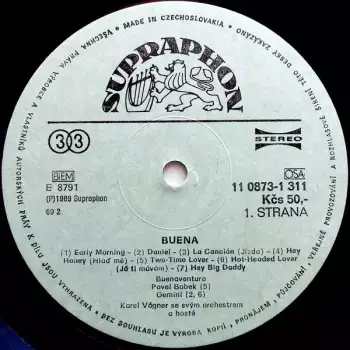 MADE IN CZECHOSLOVAKIA • VŠECHNA PRÁVA VÝROBCE A VLASTNÍKŮ AUTORSKÝCH PRÁV K DÍLU JSOU VYHRAZENA • BEZ SOUHLASU JE VÝROBA KOPIÍ, PRONÁJEM, PŮJČOVÁNÍ, VEŘEJNÉ PROVOZOVÁNÍ A ROZHLASOVÉ ŠÍŘENÍ TÉTO DESKY ZAKÁZÁNO
SUPRAPHON
33
STEREO
BIEM
E 8791
(P)1989 Supraphon
69 2
OSA
11 0873-1 311
Kčs 50,-
1. STRANA
BUENA
(1) Early Morning - (2) Daniel - (3) La Canción (Jízda) - (4) Hey
Honey (Hlaď mě) - (5) Two-Time Lover - (6) Hot-Headed Lover
(Já ti mávám) - (7) Hey Big Daddy
Buenaventura
Pavel Bobek (5)
Gemini (2, 6)
Karel Vágner se svým orchestrem
a hosté